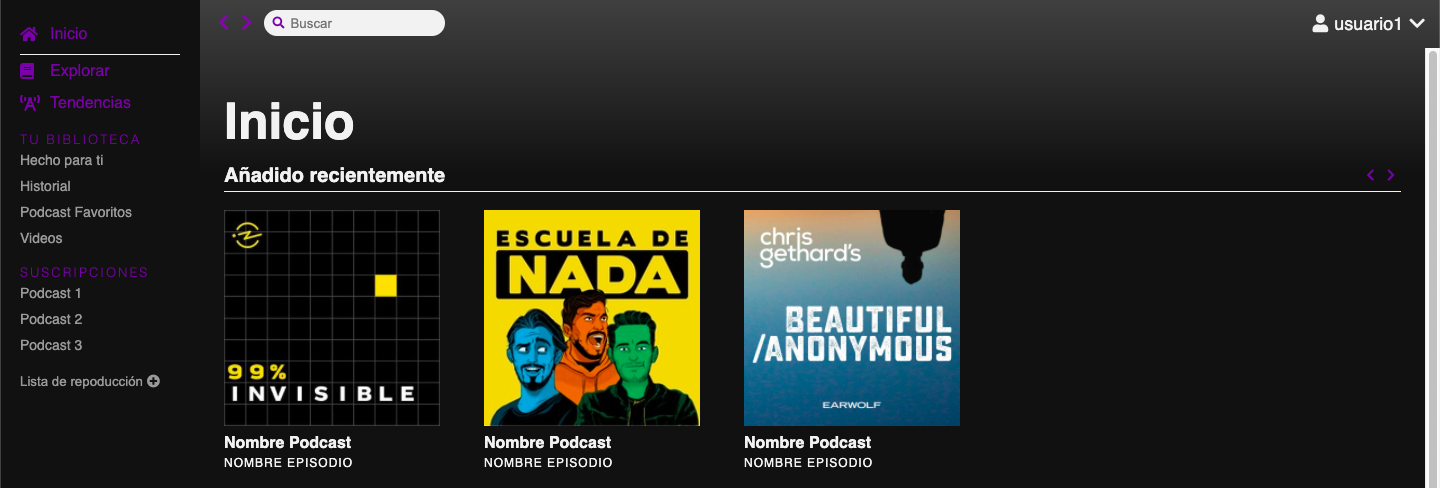 Inicio
Explorar
Tendencias
TU BIBLIOTECA
Hecho para ti
Historial
Podcast Favoritos
Videos
SUSCRIPCIONES
Podcast 1
Podcast 2
Podcast 3
Lista de repoducción
Buscar
usuario1
Inicio
Añadido recientemente
99%
INVISIBLE
Nombre Podcast
NOMBRE EPISODIO
ESCUELA DE
NADA
Nombre Podcast
NOMBRE EPISODIO
chris
gethard's
BEAUTIFUL
/ANONYMOUS
EARWOLF
Nombre Podcast
NOMBRE EPISODIO